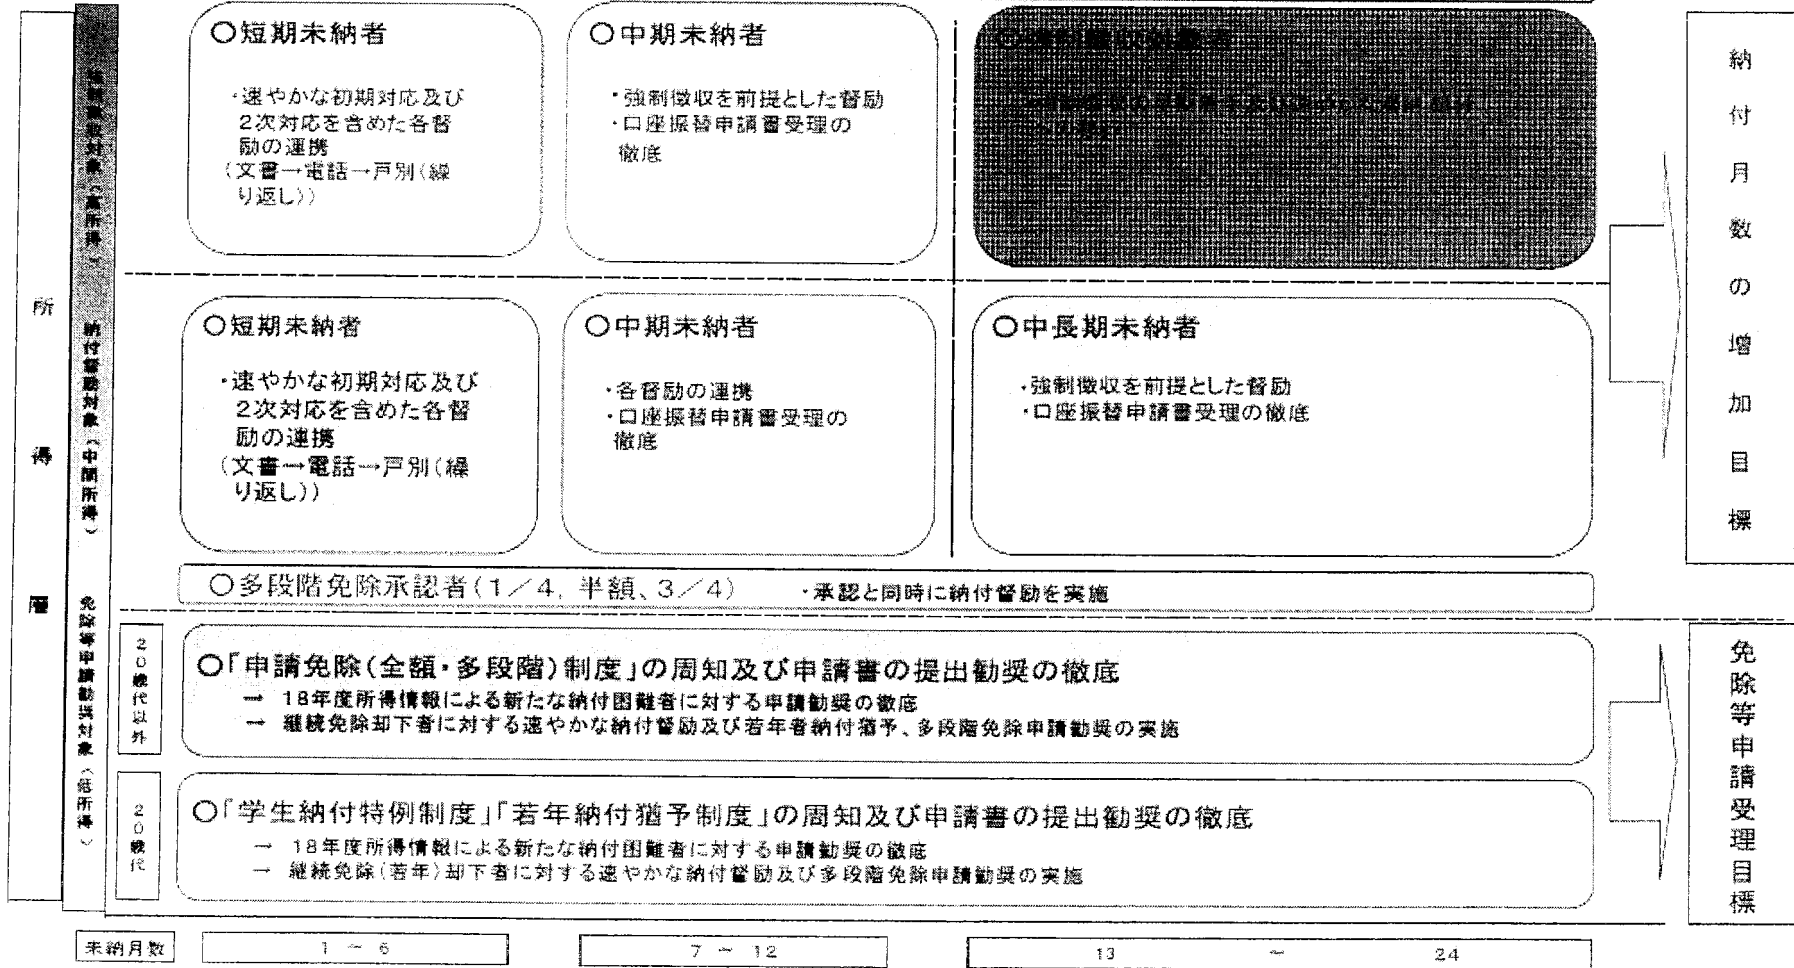 所得層
強制徴収対象(高所得)
納付督励対象(中間所得)
免除等申請勧奨対象(低所得)
○短期未納者
・速やかな初期対応及び
2次対応を含めた各督
励の連携
(文書→電話→戸別(繰
り返し))
○中期未納者
・強制徴収を前提とした督励
・口座振替申請書受理の
徹底
○短期未納者
・速やかな初期対応及び
2次対応を含めた各督
励の連携
(文書→電話→戸別(繰
り返し))
○中期未納者
・各督励の連携
・口座振替申請書受理の
徹底
○中長期未納者
・強制徴収を前提とした督励
・口座振替申請書受理の徹底
○多段階免除承認者(1/4, 半額、3/4) ・承認と同時に納付督励を実施
20歳代以外
○「申請免除(全額・多段階)制度」の周知及び申請書の提出勧奨の徹底
→ 18年度所得情報による新たな納付困難者に対する申請勧奨の徹底
→ 継続免除却下者に対する速やかな納付督励及び若年者納付猶予、多段階免除申請勧奨の実施
20歳代
○「学生納付特例制度」「若年納付猶予制度」の周知及び申請書の提出勧奨の徹底
→ 18年度所得情報による新たな納付困難者に対する申請勧奨の徹底
→ 継続免除(若年)却下者に対する速やかな納付督励及び多段階免除申請勧奨の実施
納付月数の増加目標
免除等申請受理目標
未納月数
1 ~ 6
7 ~ 12
13 ~ 24